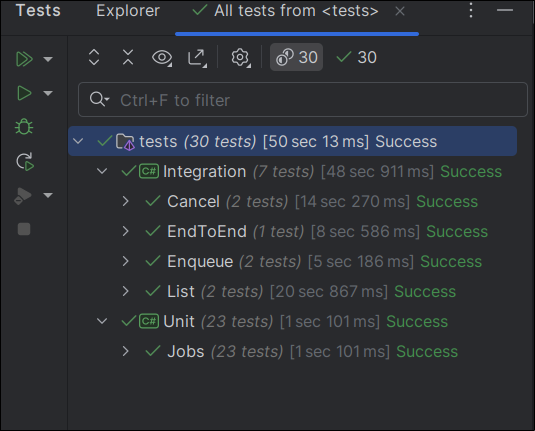 Tests Explorer All tests from <tests>
30 30
Ctrl+F to filter
tests (30 tests) [50 sec 13 ms] Success
C# Integration (7 tests) [48 sec 911 ms] Success
Cancel (2 tests) [14 sec 270 ms] Success
EndToEnd (1 test) [8 sec 586 ms] Success
Enqueue (2 tests) [5 sec 186 ms] Success
List (2 tests) [20 sec 867 ms] Success
C# Unit (23 tests) [1 sec 101 ms] Success
Jobs (23 tests) [1 sec 101 ms] Success